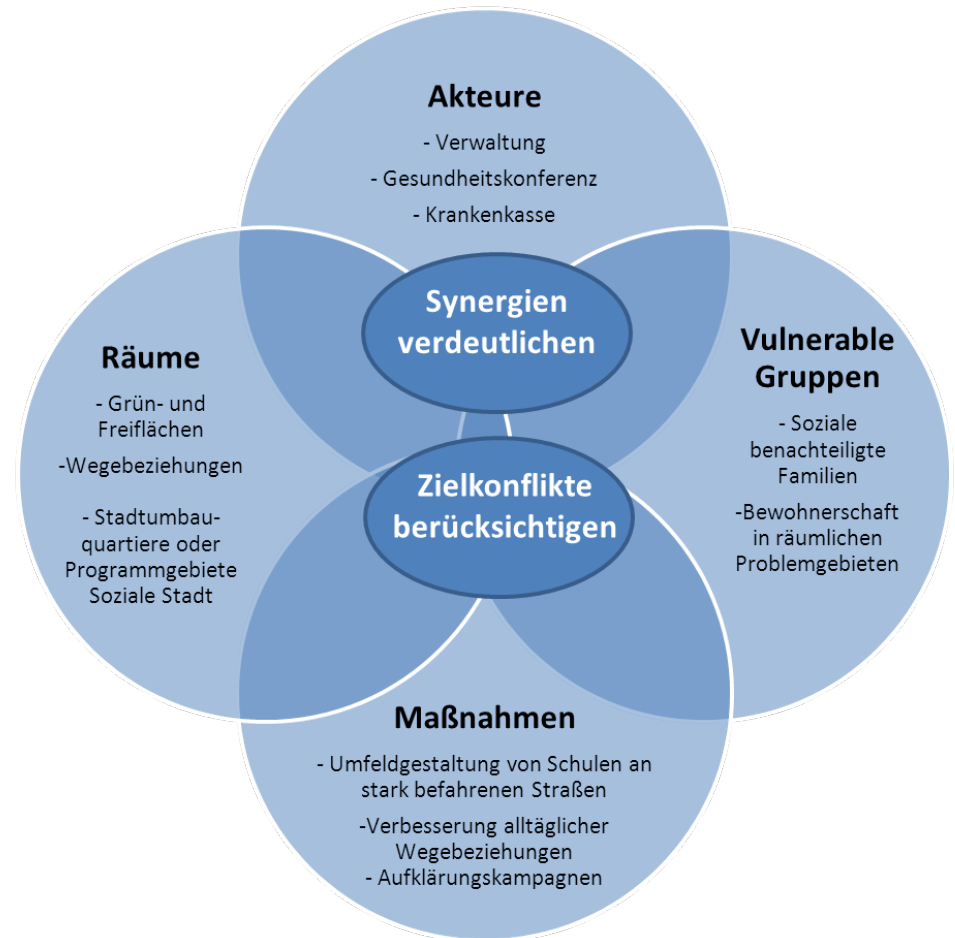 Akteure
- Verwaltung
- Gesundheitskonferenz
- Krankenkasse
Synergien
verdeutlichen
Räume
- Grün- und
Freiflächen
-Wegebeziehungen
- Stadtumbau-
quartiere oder
Programmgebiete
Soziale Stadt
Vulnerable
Gruppen
- Soziale
benachteiligte
Familien
-Bewohnerschaft
in räumlichen
Problemgebieten
Zielkonflikte
berücksichtigen
Maßnahmen
- Umfeldgestaltung von Schulen an
stark befahrenen Straßen
-Verbesserung alltäglicher
Wegebeziehungen
- Aufklärungskampagnen